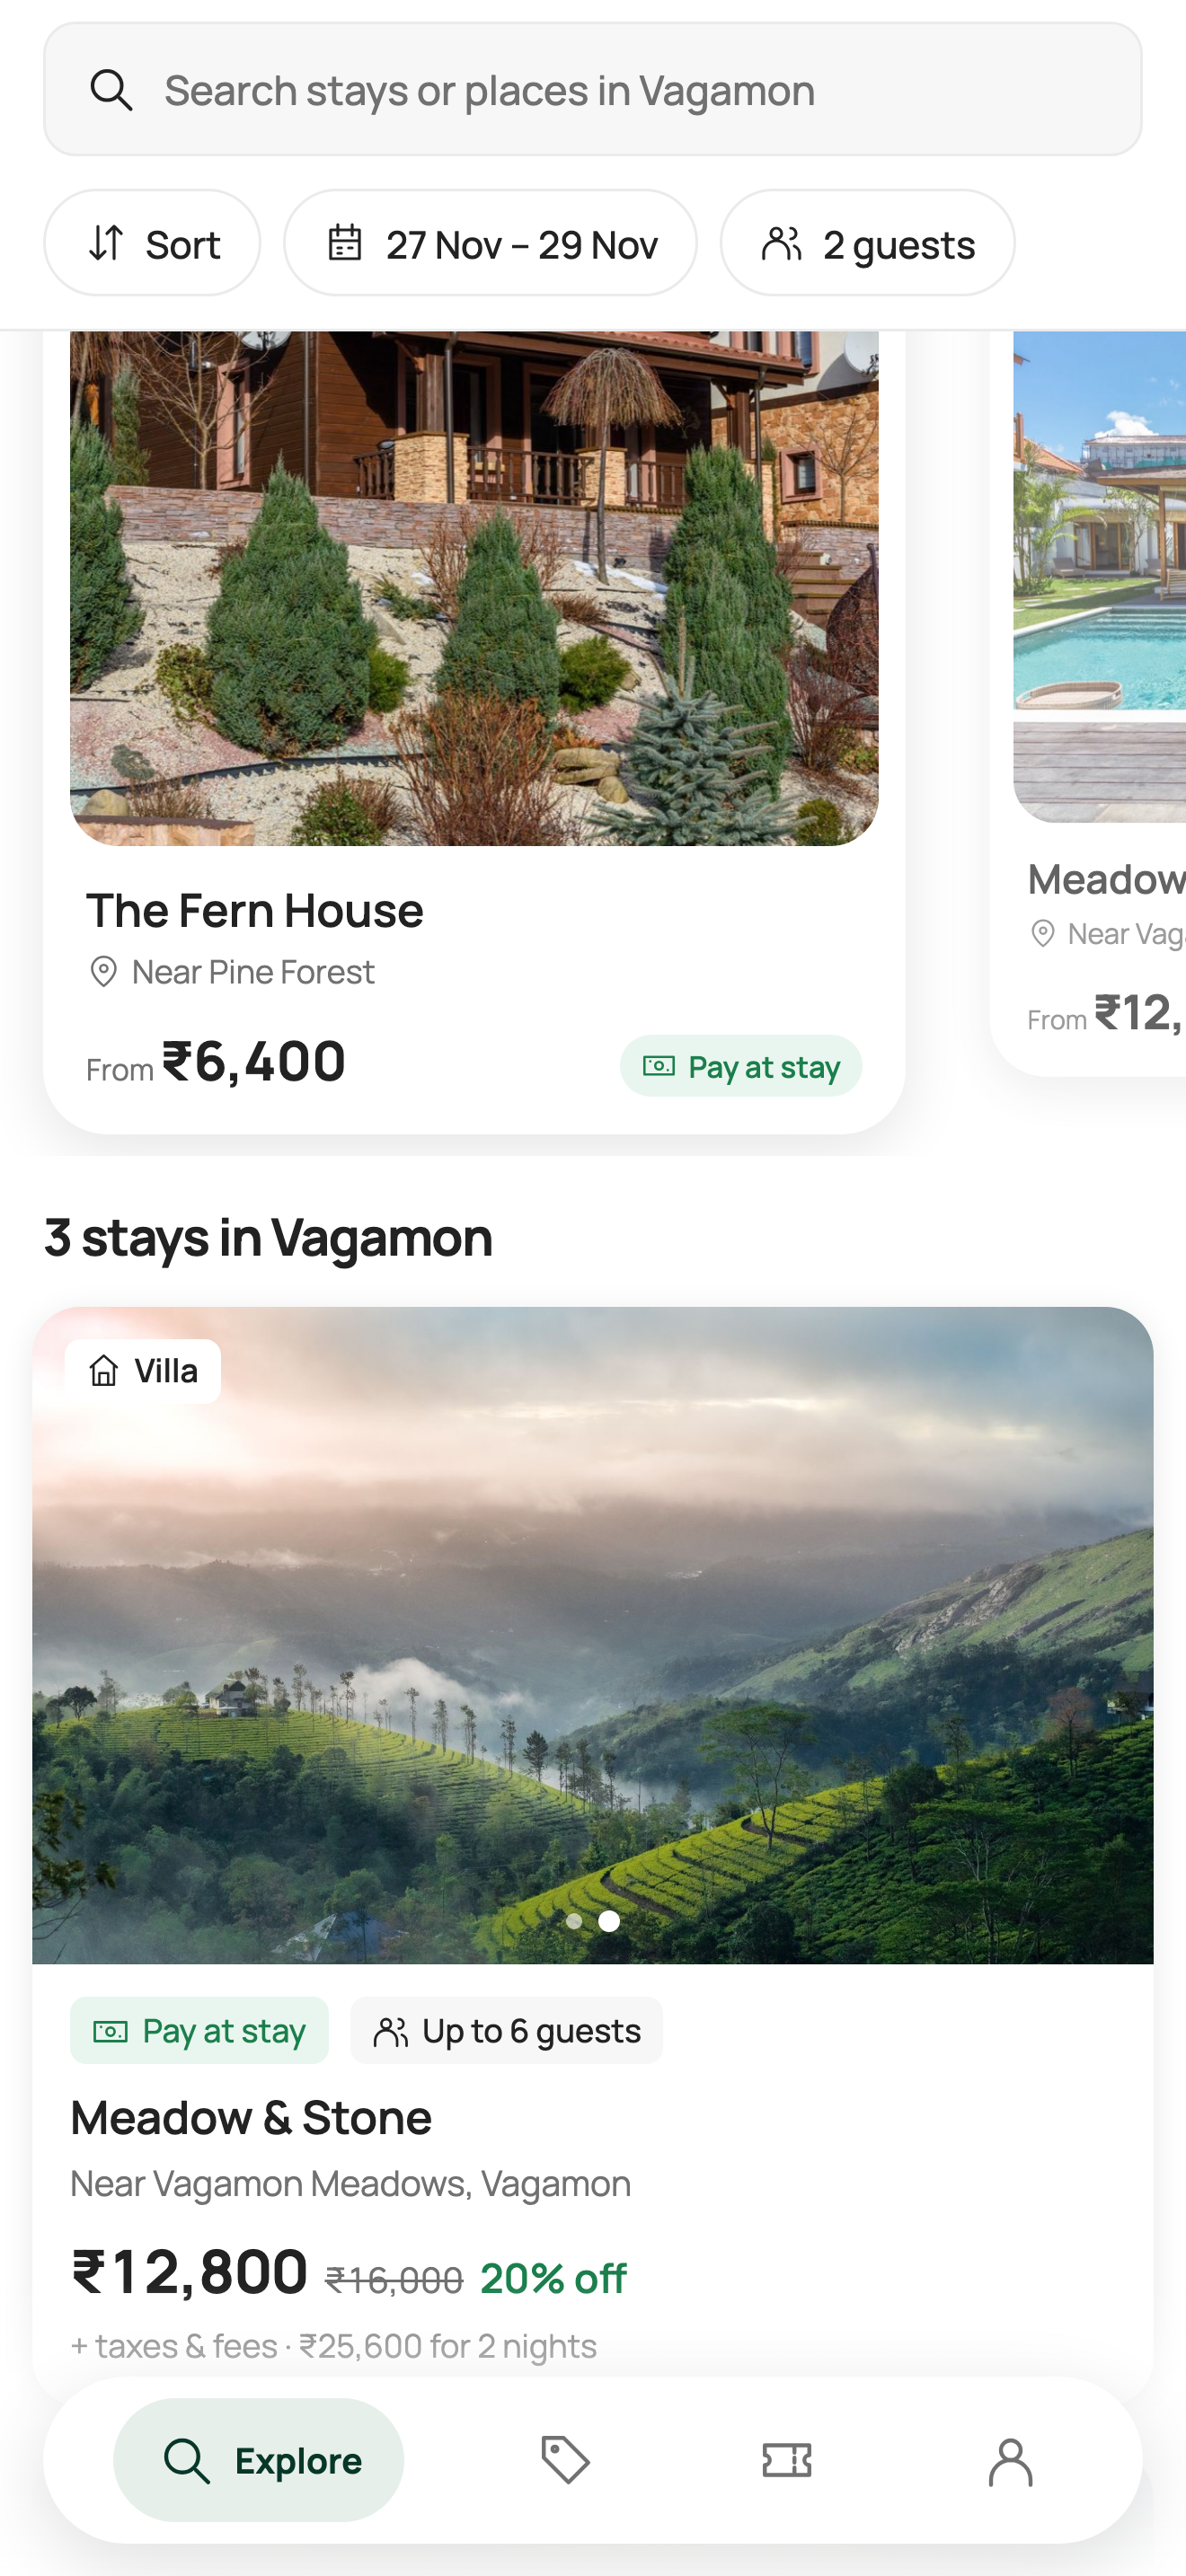 Search stays or places in Vagamon
Sort
27 Nov – 29 Nov
2 guests
The Fern House
Near Pine Forest
From ₹6,400
Pay at stay
Meadow
Near Vag
From ₹12,
3 stays in Vagamon
Villa
Pay at stay
Up to 6 guests
Meadow & Stone
Near Vagamon Meadows, Vagamon
₹12,800 ₹16,000 20% off
+ taxes & fees · ₹25,600 for 2 nights
Explore